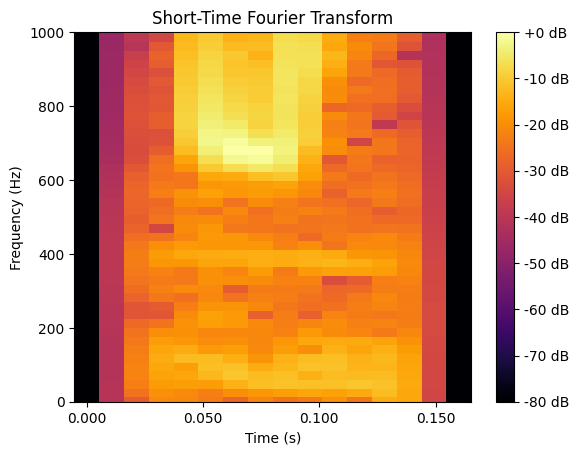 Short-Time Fourier Transform
1000
800
600
400
200
0
Frequency (Hz)
0.000
0.050
0.100
0.150
Time (s)
+0 dB
-10 dB
-20 dB
-30 dB
-40 dB
-50 dB
-60 dB
-70 dB
-80 dB